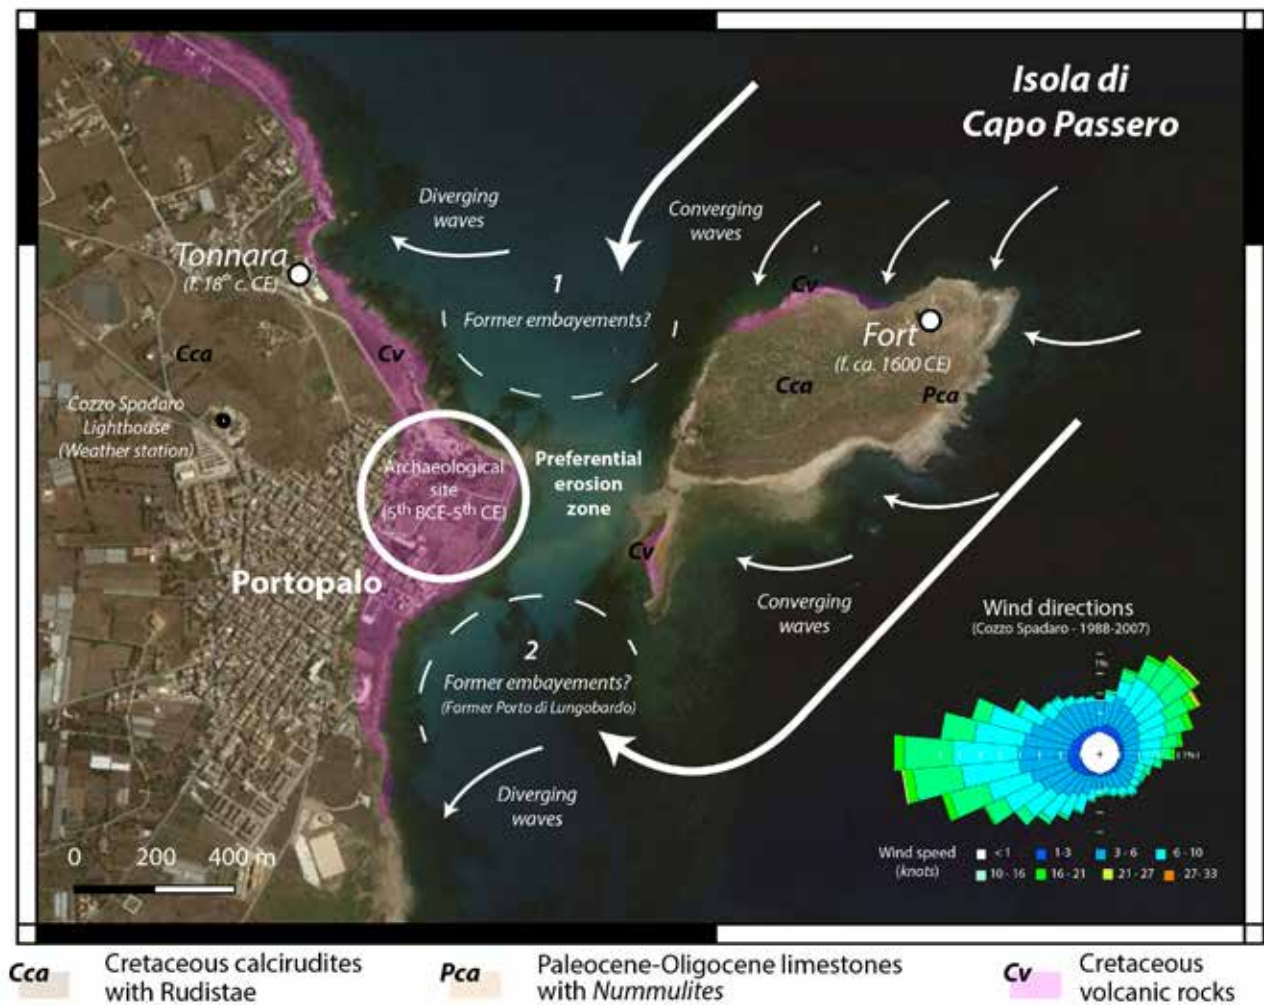 Isola di
Capo Passero
Diverging
waves
Converging
waves
Tonnara
(f. 18th c. CE)
1
Former embayements?
Cv
Fort
(f. ca. 1600 CE)
Cca
Cv
Cca
Pca
Cozzo Spadaro
Lighthouse
(Weather station)
Archaeological
site
(5th BCE-5th CE)
Preferential
erosion
zone
Cv
Portopalo
Converging
waves
2
Former embayements?
(Former Porto di Lungobardo)
Wind directions
(Cozzo Spadaro - 1988-2007)
Diverging
waves
0 200 400 m
Wind speed
(knots)
< 1 1-3 3 - 6 6 - 10
10 - 16 16 - 21 21 - 27 27- 33
Cca Cretaceous calcirudites
with Rudistae
Pca Paleocene-Oligocene limestones
with Nummulites
Cv Cretaceous
volcanic rocks